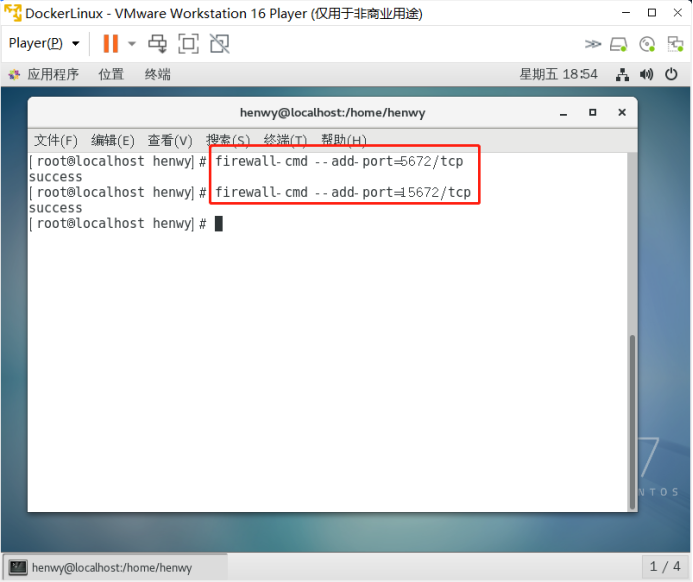 DockerLinux - VMware Workstation 16 Player (仅用于非商业用途)
Player(P)
应用程序 位置 终端 星期五 18:54
henwy@localhost:/home/henwy
文件(F) 编辑(E) 查看(V) 搜索(S) 终端(T) 帮助(H)
[root@localhost henwy]# firewall-cmd --add-port=5672/tcp
success
[root@localhost henwy]# firewall-cmd --add-port=15672/tcp
success
[root@localhost henwy]#
7
NTOS
henwy@localhost:/home/henwy 1 / 4